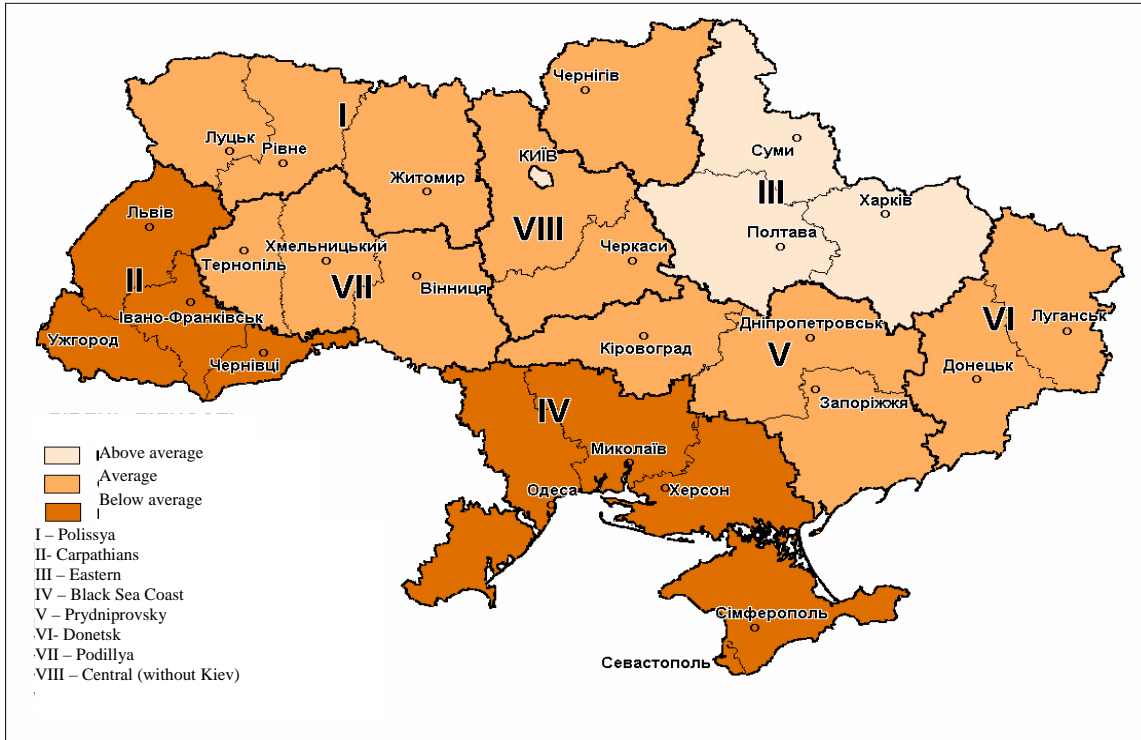 Чернігів
Луцьк
Рівне
I
КИЇВ
Суми
Житомир
III
Харків
Львів
VIII
Полтава
Хмельницький
Черкаси
Тернопіль
II
VII
Вінниця
Івано-Франківськ
Ужгород
Дніпропетровськ
VI
Луганськ
Кіровоград
V
Чернівці
Донецьк
Запоріжжя
IV
Миколаїв
Одеса
Херсон
Сімферополь
Севастополь
Above average
Average
Below average
I – Polissya
II- Carpathians
III – Eastern
IV – Black Sea Coast
V – Prydniprovsky
VI- Donetsk
VII – Podillya
VIII – Central (without Kiev)